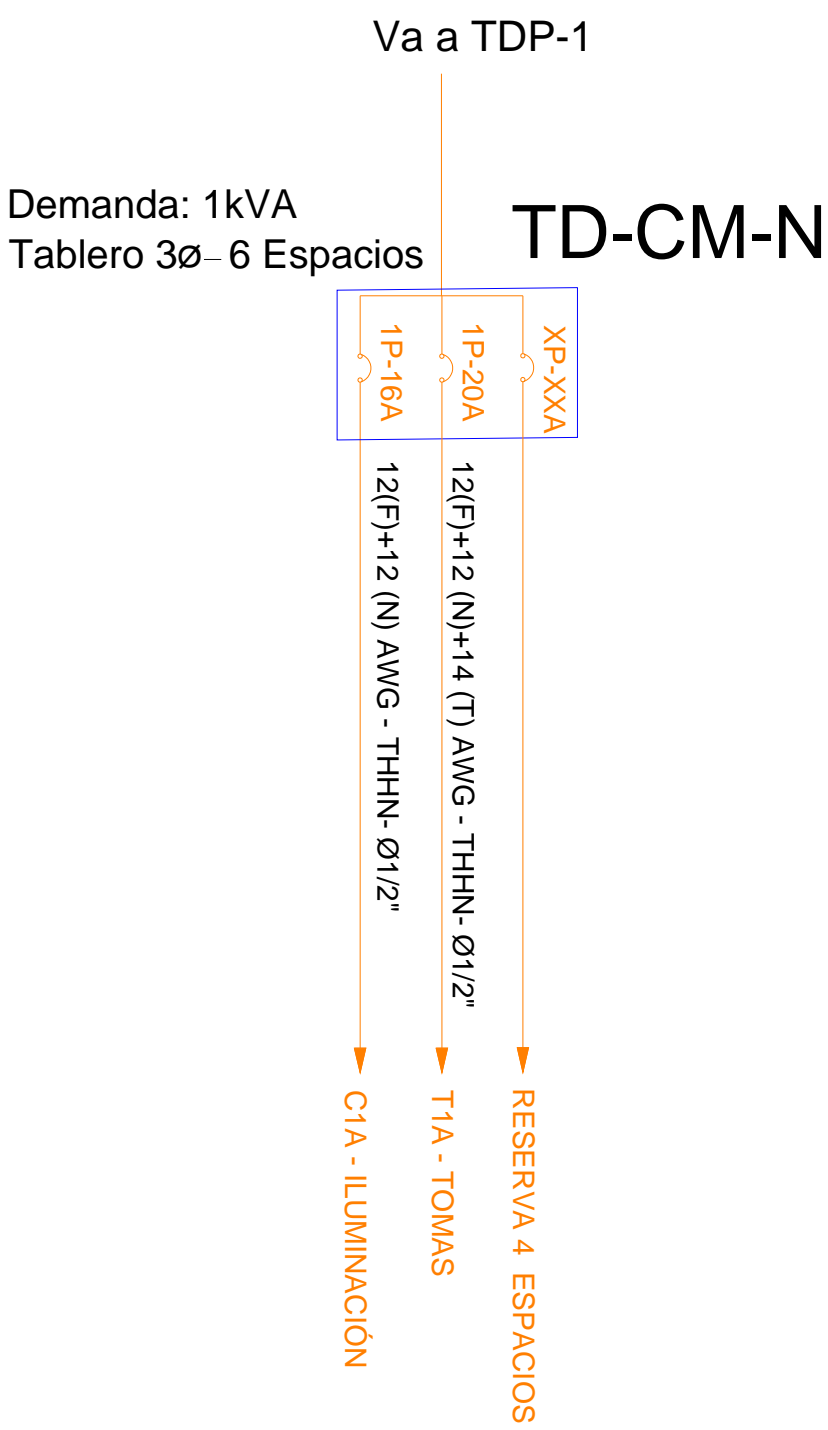 Va a TDP-1
Demanda: 1kVA
Tablero 3ø–6 Espacios
TD-CM-N
1P-16A
1P-20A
XP-XXA
12(F)+12 (N) AWG - THHN- Ø1/2"
12(F)+12 (N)+14 (T) AWG - THHN- Ø1/2"
C1A - ILUMINACIÓN
T1A - TOMAS
RESERVA 4 ESPACIOS